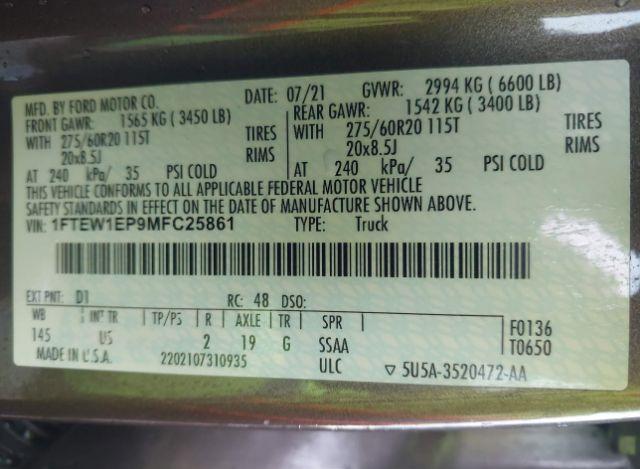 MFD. BY FORD MOTOR CO. DATE: 07/21 GVWR: 2994 KG ( 6600 LB)
FRONT GAWR: 1565 KG ( 3450 LB) REAR GAWR: 1542 KG ( 3400 LB)
WITH 275/60R20 115T TIRES WITH 275/60R20 115T TIRES
20x8.5J RIMS 20x8.5J RIMS
AT 240 kPa/ 35 PSI COLD AT 240 kPa/ 35 PSI COLD
THIS VEHICLE CONFORMS TO ALL APPLICABLE FEDERAL MOTOR VEHICLE
SAFETY STANDARDS IN EFFECT ON THE DATE OF MANUFACTURE SHOWN ABOVE.
VIN: 1FTEW1EP9MFC25861 TYPE: Truck
EXT PNT: D1 RC: 48 DSO:
WB INT TR TP/PS R AXLE TR SPR F0136
145 US 2 19 G SSAA T0650
MADE IN U.S.A. 2202107310935 ULC ▽ 5U5A-3520472-AA